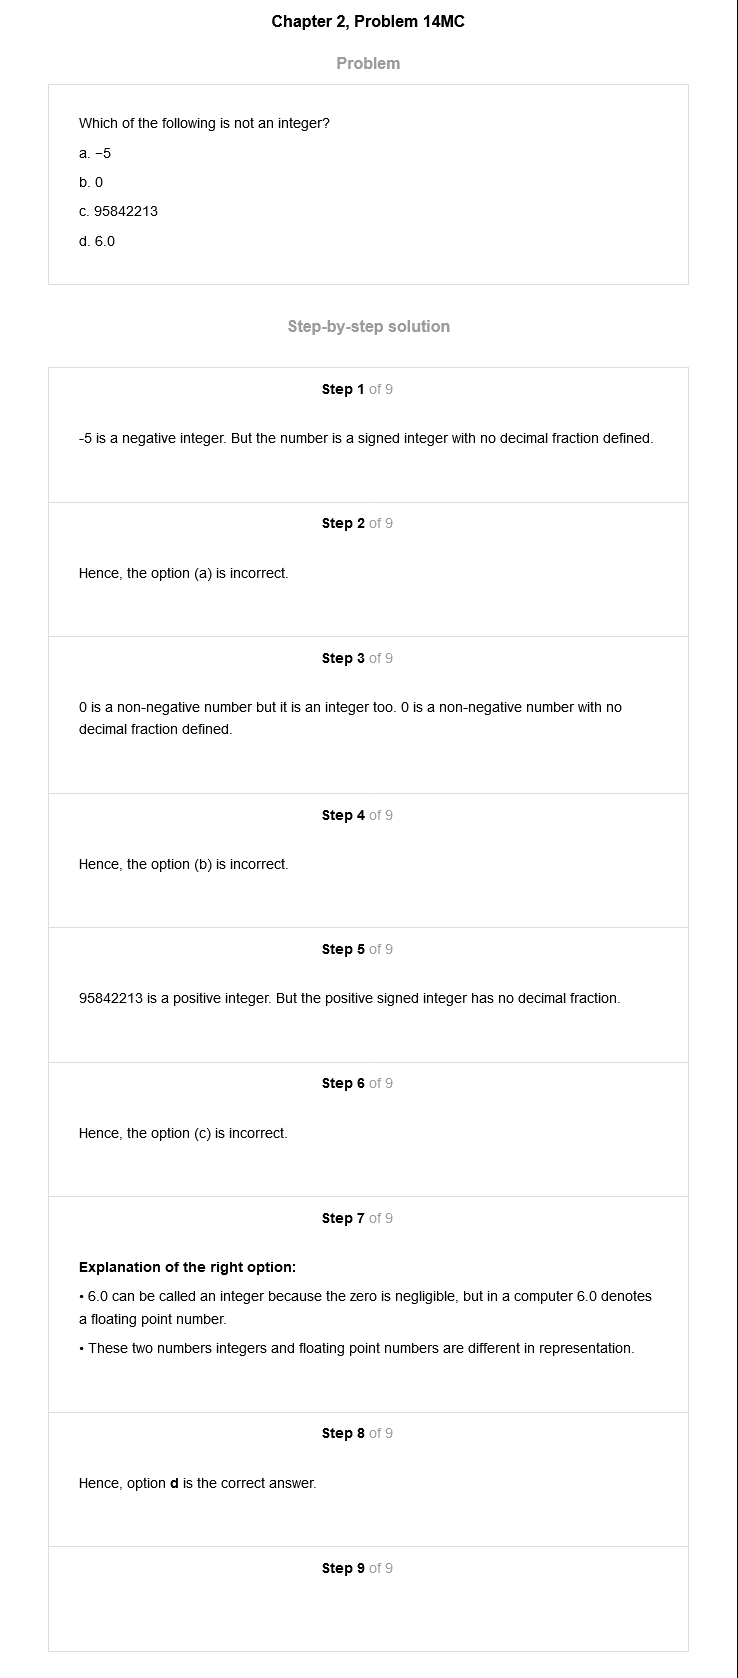 Chapter 2, Problem 14MC
Problem
Which of the following is not an integer?
a. −5
b. 0
c. 95842213
d. 6.0
Step-by-step solution
Step 1 of 9
-5 is a negative integer. But the number is a signed integer with no decimal fraction defined.
Step 2 of 9
Hence, the option (a) is incorrect.
Step 3 of 9
0 is a non-negative number but it is an integer too. 0 is a non-negative number with no
decimal fraction defined.
Step 4 of 9
Hence, the option (b) is incorrect.
Step 5 of 9
95842213 is a positive integer. But the positive signed integer has no decimal fraction.
Step 6 of 9
Hence, the option (c) is incorrect.
Step 7 of 9
Explanation of the right option:
• 6.0 can be called an integer because the zero is negligible, but in a computer 6.0 denotes
a floating point number.
• These two numbers integers and floating point numbers are different in representation.
Step 8 of 9
Hence, option d is the correct answer.
Step 9 of 9